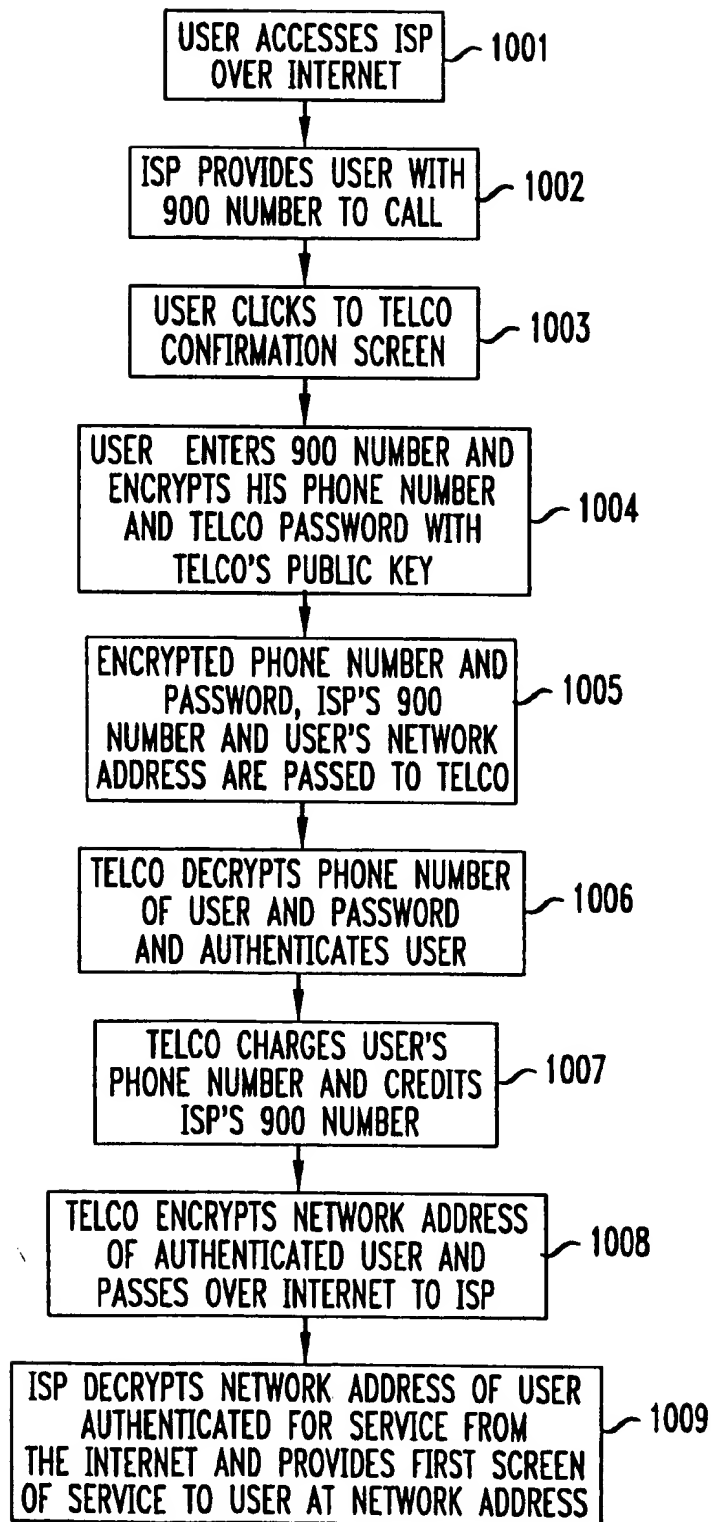 USER ACCESSES ISP
OVER INTERNET
1001
ISP PROVIDES USER WITH
900 NUMBER TO CALL
1002
USER CLICKS TO TELCO
CONFIRMATION SCREEN
1003
USER ENTERS 900 NUMBER AND
ENCRYPTS HIS PHONE NUMBER
AND TELCO PASSWORD WITH
TELCO'S PUBLIC KEY
1004
ENCRYPTED PHONE NUMBER AND
PASSWORD, ISP'S 900
NUMBER AND USER'S NETWORK
ADDRESS ARE PASSED TO TELCO
1005
TELCO DECRYPTS PHONE NUMBER
OF USER AND PASSWORD
AND AUTHENTICATES USER
1006
TELCO CHARGES USER'S
PHONE NUMBER AND CREDITS
ISP'S 900 NUMBER
1007
TELCO ENCRYPTS NETWORK ADDRESS
OF AUTHENTICATED USER AND
PASSES OVER INTERNET TO ISP
1008
ISP DECRYPTS NETWORK ADDRESS OF USER
AUTHENTICATED FOR SERVICE FROM
THE INTERNET AND PROVIDES FIRST SCREEN
OF SERVICE TO USER AT NETWORK ADDRESS
1009